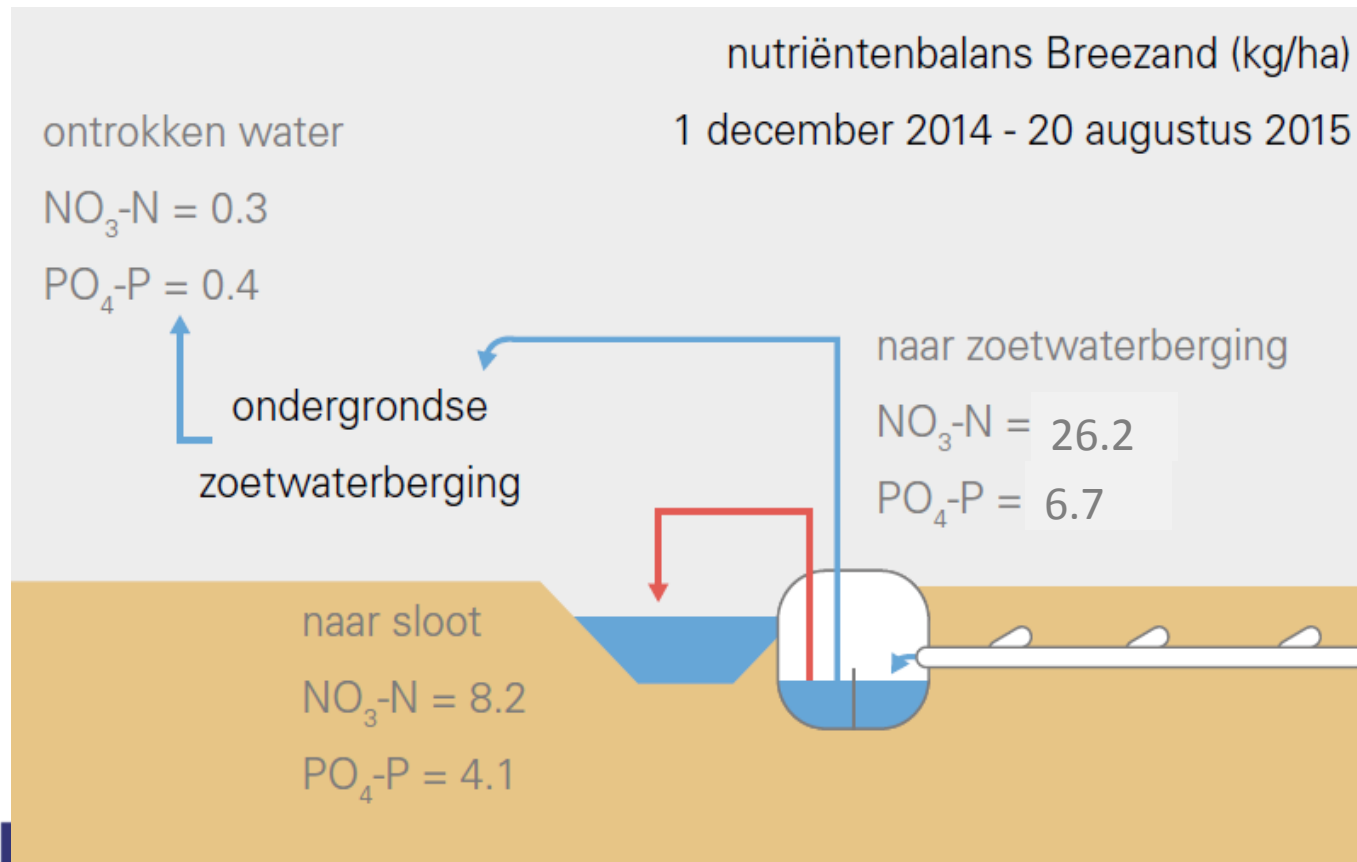 nutriëntenbalans Breezand (kg/ha)
1 december 2014 - 20 augustus 2015
ontrokken water
NO₃-N = 0.3
PO₄-P = 0.4
ondergrondse
zoetwaterberging
naar zoetwaterberging
NO₃-N = 26.2
PO₄-P = 6.7
naar sloot
NO₃-N = 8.2
PO₄-P = 4.1